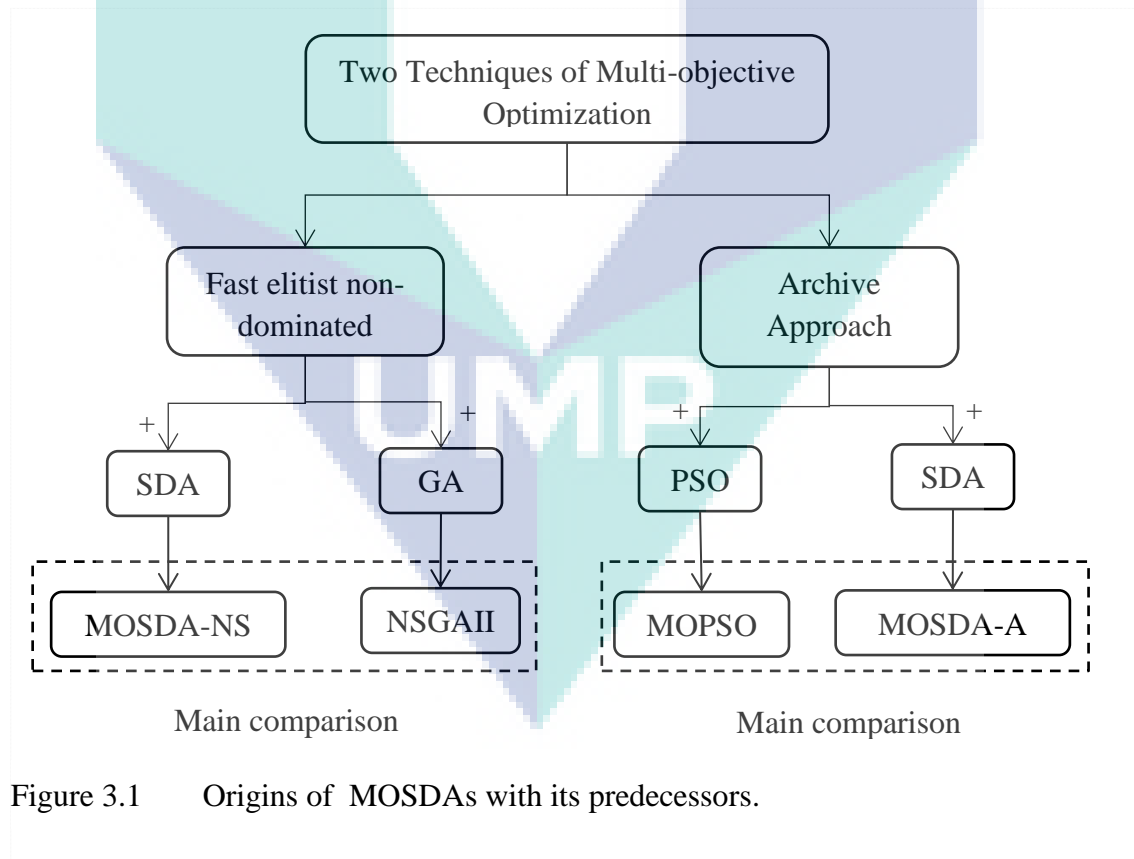 Two Techniques of Multi-objective
Optimization
Fast elitist non-
dominated
Archive
Approach
UMP
+
+
+
+
SDA
GA
PSO
SDA
MOSDA-NS
NSGAII
MOPSO
MOSDA-A
Main comparison
Main comparison
Figure 3.1 Origins of MOSDAs with its predecessors.